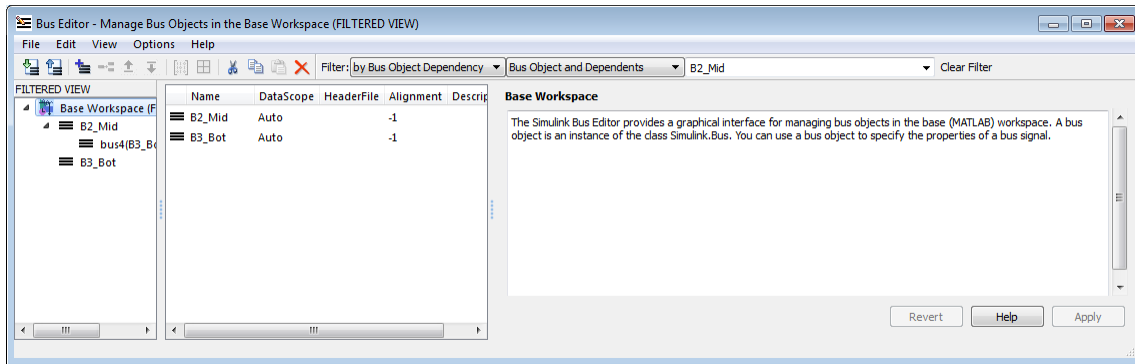 Bus Editor - Manage Bus Objects in the Base Workspace (FILTERED VIEW)
File Edit View Options Help
Filter: by Bus Object Dependency Bus Object and Dependents B2_Mid Clear Filter
FILTERED VIEW
Base Workspace (F
B2_Mid
bus4(B3_Bo
B3_Bot
Name DataScope HeaderFile Alignment Descrip
B2_Mid Auto -1
B3_Bot Auto -1
Base Workspace
The Simulink Bus Editor provides a graphical interface for managing bus objects in the base (MATLAB) workspace. A bus
object is an instance of the class Simulink.Bus. You can use a bus object to specify the properties of a bus signal.
Revert Help Apply